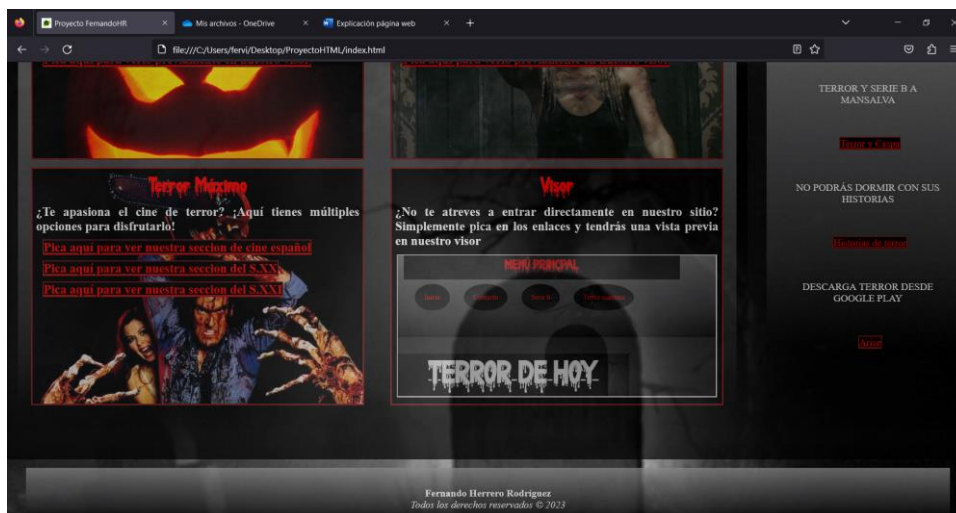 Proyecto FernandoHR
Mis archivos - OneDrive
Explicación página web
file:///C:/Users/fervi/Desktop/ProyectoHTML/index.html
Terror Máximo
¿Te apasiona el cine de terror? ¡Aquí tienes múltiples
opciones para disfrutarlo!
Pica aquí para ver nuestra seccion de cine español
Pica aquí para ver nuestra seccion del S.XX
Pica aquí para ver nuestra seccion del S.XXI
Visor
¿No te atreves a entrar directamente en nuestro sitio?
Simplemente pica en los enlaces y tendrás una vista previa
en nuestro visor
MENÚ PRINCIPAL
TERROR DE HOY
TERROR Y SERIE B A
MANSALVA
NO PODRÁS DORMIR CON SUS
HISTORIAS
Historias de terror
DESCARGA TERROR DESDE
GOOGLE PLAY
Fernando Herrero Rodríguez
Todos los derechos reservados © 2023